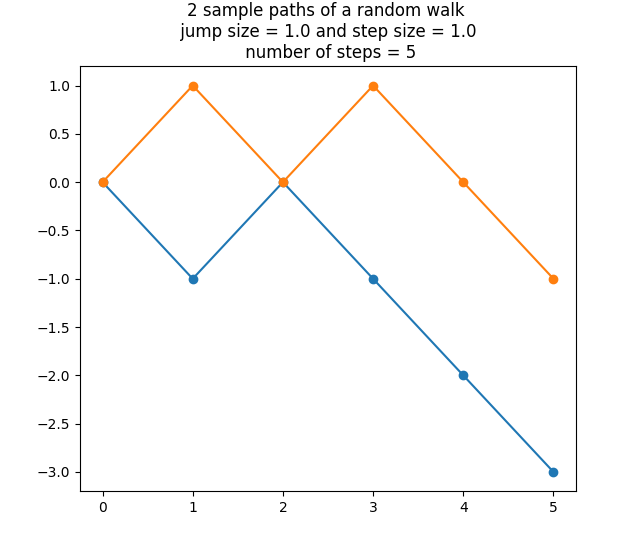 2 sample paths of a random walk
jump size = 1.0 and step size = 1.0
number of steps = 5
1.0
0.5
0.0
−0.5
−1.0
−1.5
−2.0
−2.5
−3.0
0 1 2 3 4 5